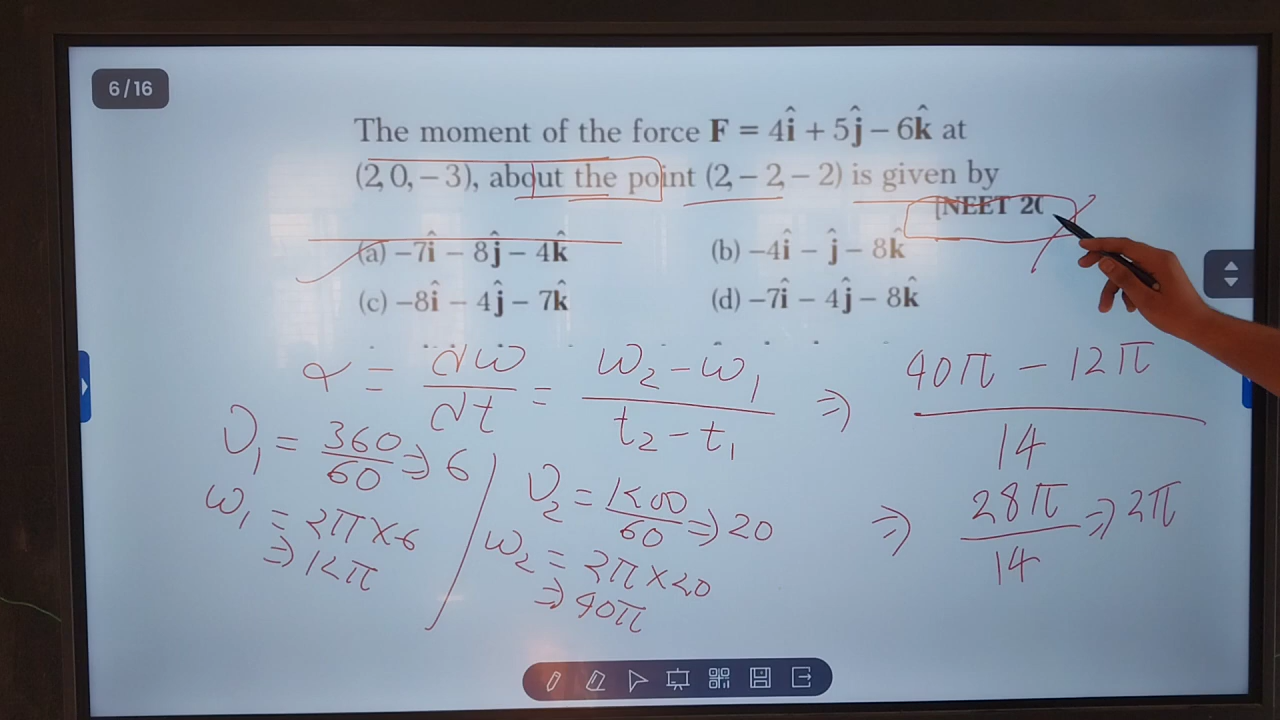 6/16
The moment of the force F = 4î + 5ĵ – 6k̂ at
(2, 0, – 3), about the point (2, – 2, – 2) is given by
[NEET 20
(a) –7î – 8ĵ – 4k̂
(b) –4î – ĵ – 8k̂
(c) –8î – 4ĵ – 7k̂
(d) –7î – 4ĵ – 8k̂
α = dω/dt = (ω₂ – ω₁)/(t₂ – t₁) ⇒ (40π – 12π)/14
υ₁ = 360/60 ⇒ 6
υ₂ = 1200/60 ⇒ 20
⇒ 28π/14 ⇒ 2π
ω₁ = 2π×6
⇒ 12π
ω₂ = 2π×20
⇒ 40π